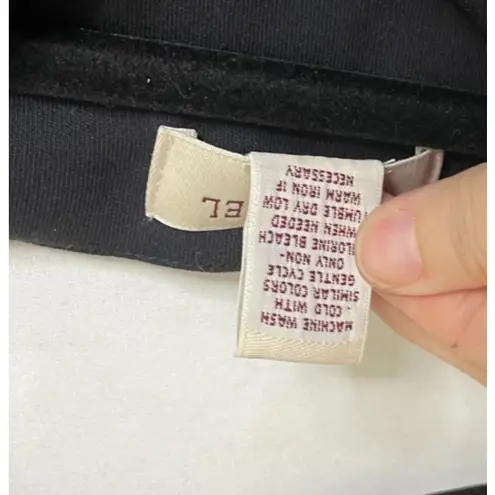 MACHINE WASH
COLD WITH
SIMILAR COLORS
GENTLE CYCLE
ONLY NON-
LORINE BLEACH
WHEN NEEDED
UMBLE DRY LOW
WARM IRON IF
NECESSARY
EL